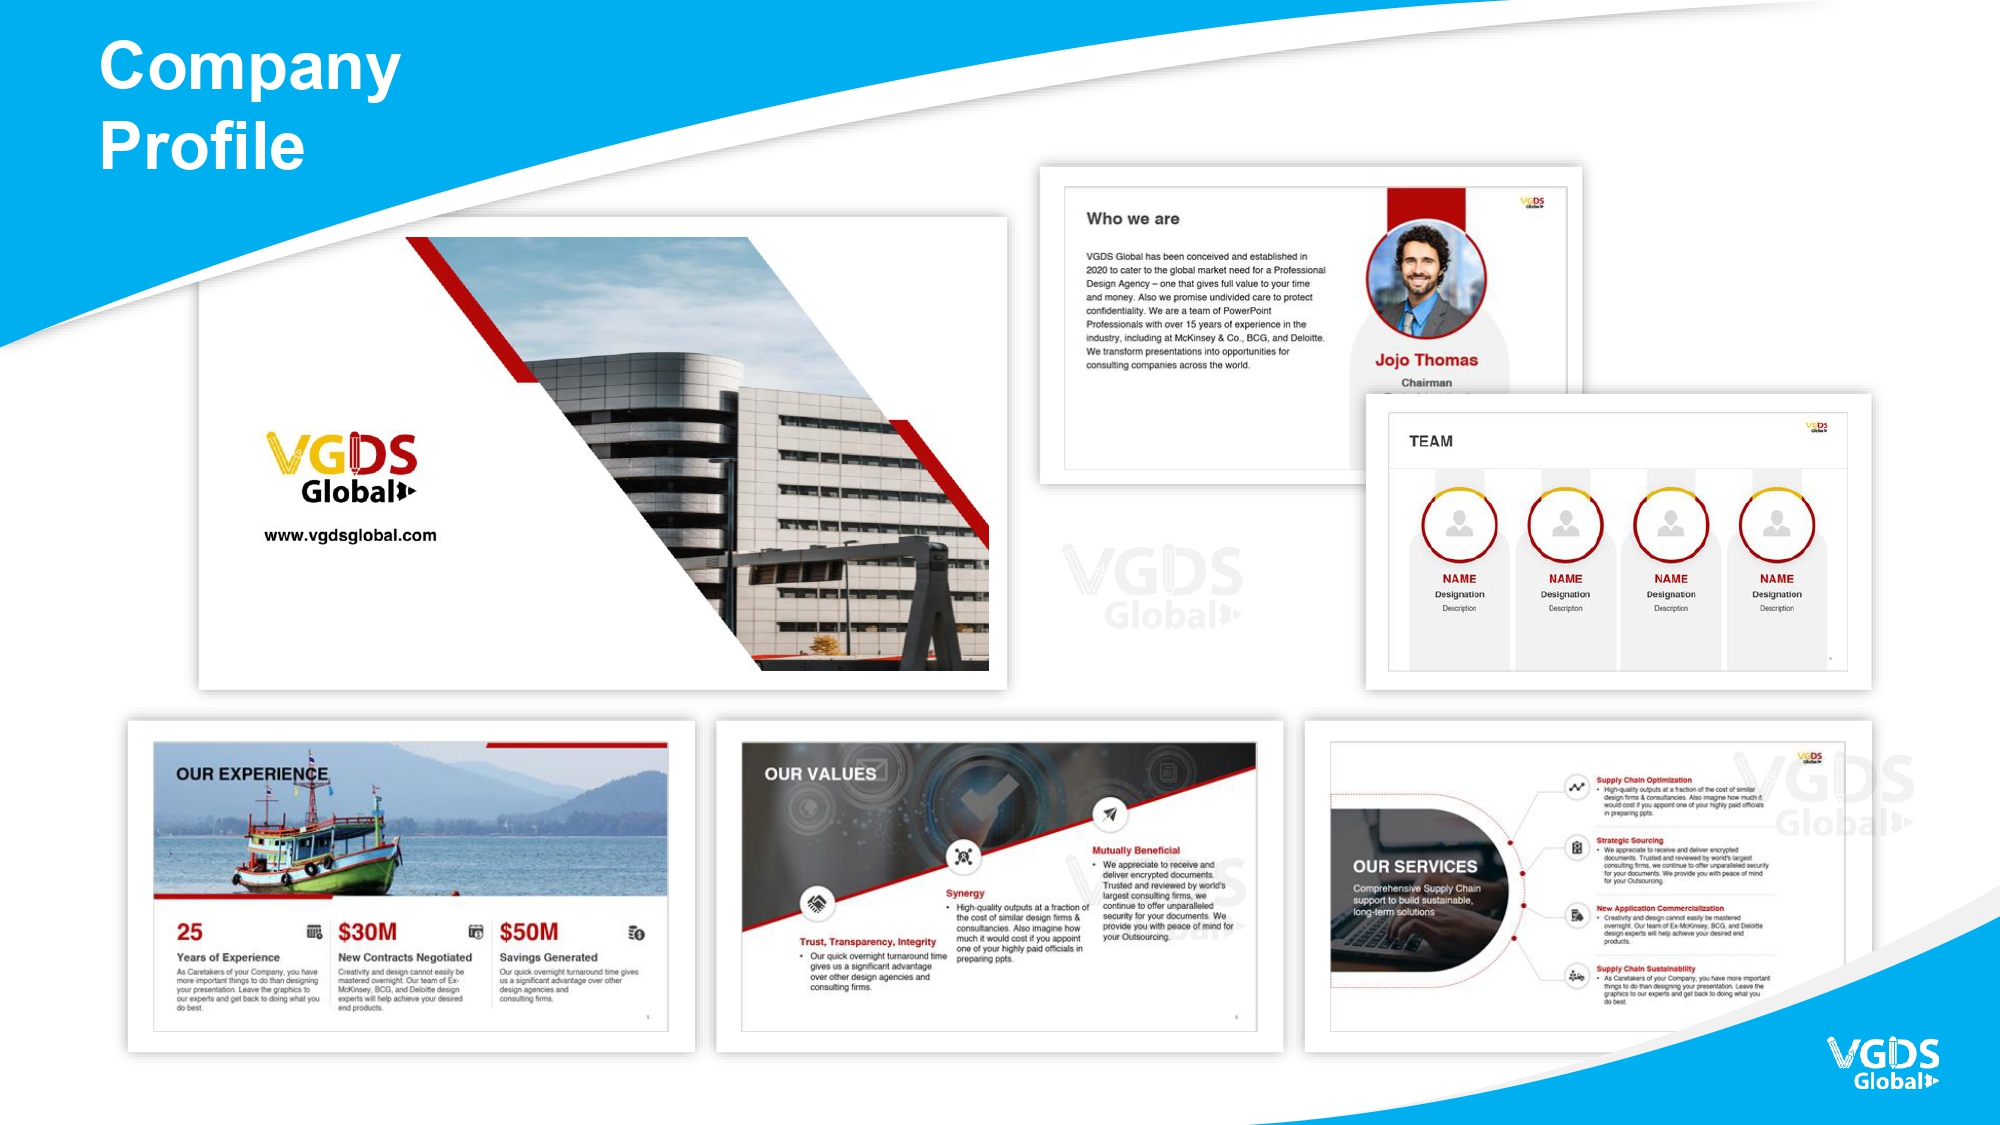 Company
Profile
VGDS
Global
www.vgdsglobal.com
Who we are
VGDS
Global
VGDS Global has been conceived and established in
2020 to cater to the global market need for a Professional
Design Agency – one that gives full value to your time
and money. Also we promise undivided care to protect
confidentiality. We are a team of PowerPoint
Professionals with over 15 years of experience in the
industry, including at McKinsey & Co., BCG, and Deloitte.
We transform presentations into opportunities for
consulting companies across the world.
Jojo Thomas
Chairman
TEAM
VGDS
Global
NAME
Designation
Description
NAME
Designation
Description
NAME
Designation
Description
NAME
Designation
Description
VGDS
Global
OUR EXPERIENCE
25
Years of Experience
As Caretakers of your Company, you have
more important things to do than designing
your presentation. Leave the graphics to
our experts and get back to doing what you
do best.
$30M
New Contracts Negotiated
Creativity and design cannot easily be
mastered overnight. Our team of Ex-
McKinsey, BCG, and Deloitte design
experts will help achieve your desired
end products.
$50M
Savings Generated
Our quick overnight turnaround time gives
us a significant advantage over other
design agencies and
consulting firms.
OUR VALUES
Trust, Transparency, Integrity
• Our quick overnight turnaround time
gives us a significant advantage
over other design agencies and
consulting firms.
Synergy
• High-quality outputs at a fraction of
the cost of similar design firms &
consultancies. Also imagine how
much it would cost if you appoint
one of your highly paid officials in
preparing ppts.
Mutually Beneficial
• We appreciate to receive and
deliver encrypted documents.
Trusted and reviewed by world's
largest consulting firms, we
continue to offer unparalleled
security for your documents. We
provide you with peace of mind for
your Outsourcing.
OUR SERVICES
Comprehensive Supply Chain
support to build sustainable,
long-term solutions
VGDS
Global
Supply Chain Optimization
• High-quality outputs at a fraction of the cost of similar
design firms & consultancies. Also imagine how much it
would cost if you appoint one of your highly paid officials
in preparing ppts.
Strategic Sourcing
• We appreciate to receive and deliver encrypted
documents. Trusted and reviewed by world's largest
consulting firms, we continue to offer unparalleled security
for your documents. We provide you with peace of mind
for your Outsourcing.
New Application Commercialization
• Creativity and design cannot easily be mastered
overnight. Our team of Ex-McKinsey, BCG, and Deloitte
design experts will help achieve your desired end
products.
Supply Chain Sustainability
• As Caretakers of your Company, you have more important
things to do than designing your presentation. Leave the
graphics to our experts and get back to doing what you
do best.
VGDS
Global
VGDS
Global